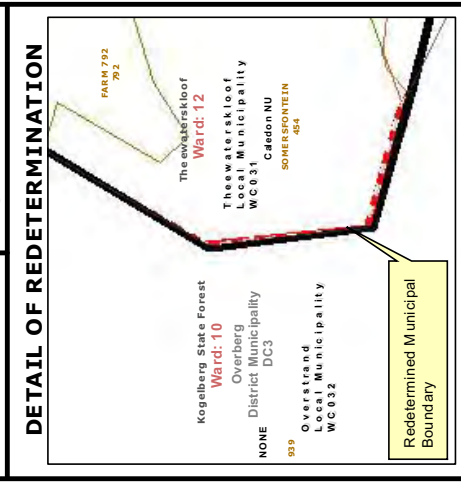 DETAIL OF REDETERMINATION
FARM 792
792
Theewaterskloof
Ward: 12
Theewaterskloof
Local Municipality
WC031
Caledon NU
SOMERSFONTEIN
454
Kogelberg State Forest
Ward: 10
Overberg
District Municipality
DC3
NONE
939
Overstrand
Local Municipality
WC032
Redetermined Municipal
Boundary